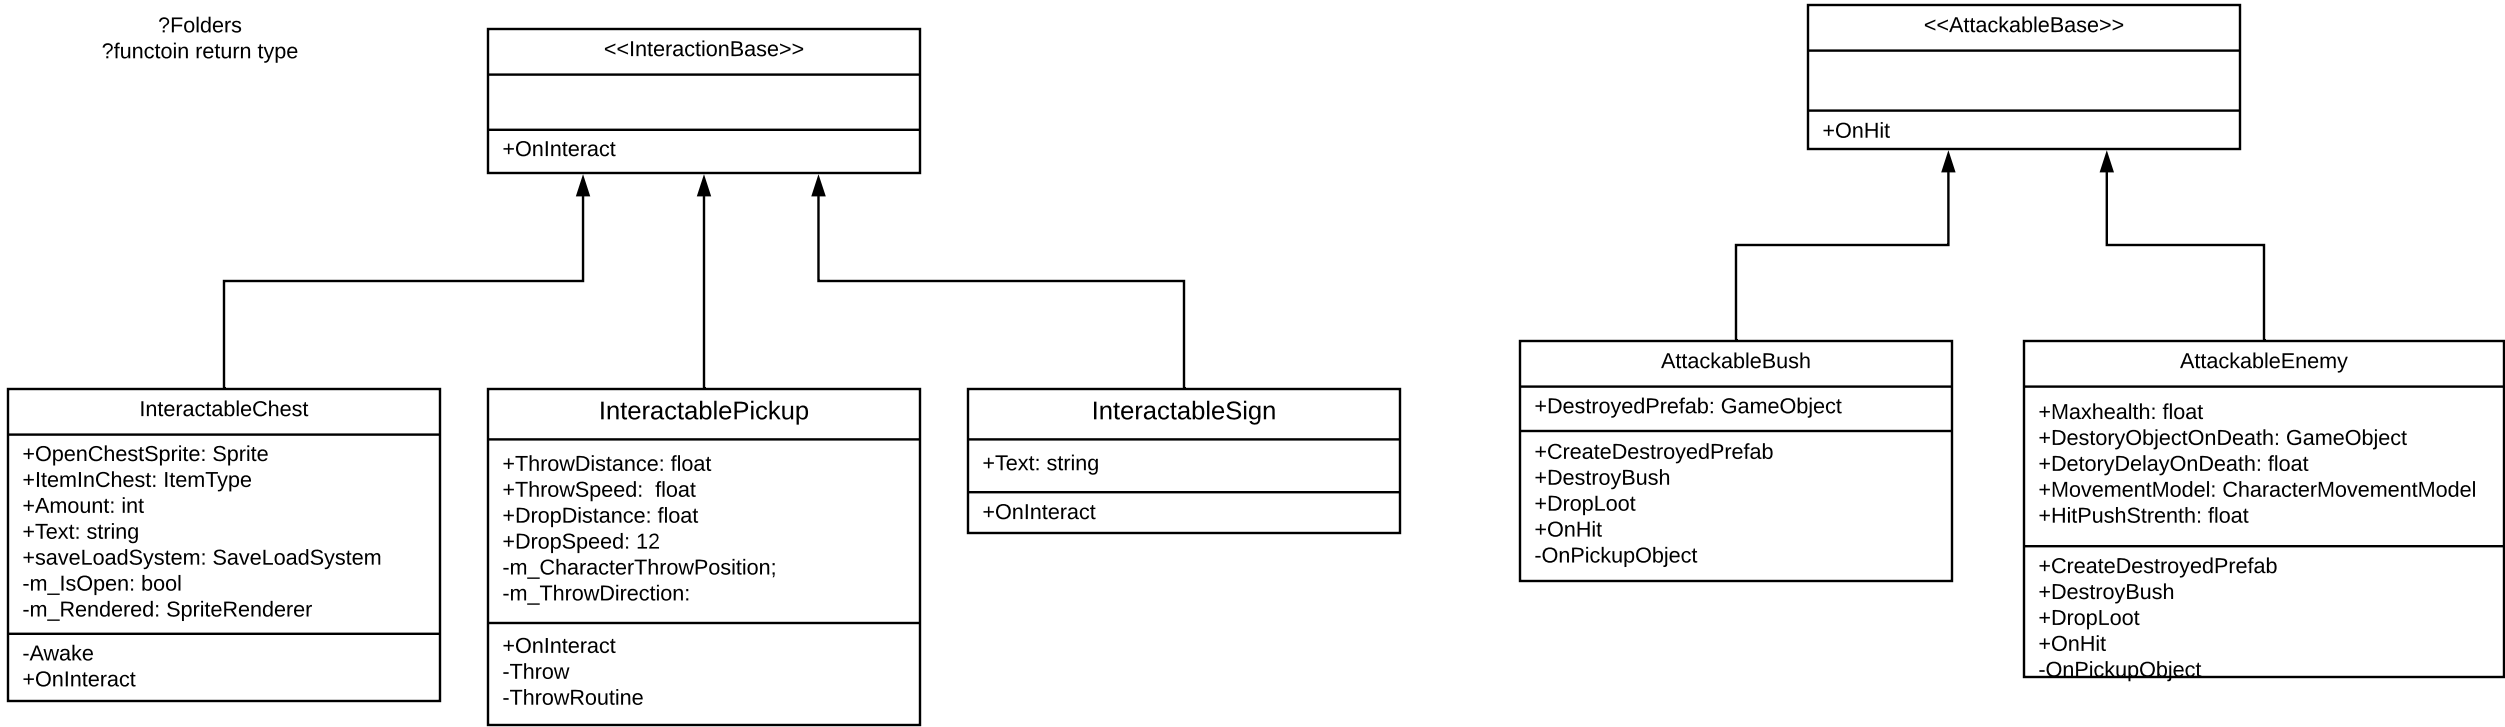 ?Folders
?functoin return type
<<InteractionBase>>
+OnInteract
<<AttackableBase>>
+OnHit
InteractableChest
+OpenChestSprite: Sprite
+ItemInChest: ItemType
+Amount: int
+Text: string
+saveLoadSystem: SaveLoadSystem
-m_IsOpen: bool
-m_Rendered: SpriteRenderer
-Awake
+OnInteract
InteractablePickup
+ThrowDistance: float
+ThrowSpeed:  float
+DropDistance: float
+DropSpeed: 12
-m_CharacterThrowPosition;
-m_ThrowDirection:
+OnInteract
-Throw
-ThrowRoutine
InteractableSign
+Text: string
+OnInteract
AttackableBush
+DestroyedPrefab: GameObject
+CreateDestroyedPrefab
+DestroyBush
+DropLoot
+OnHit
-OnPickupObject
AttackableEnemy
+Maxhealth: float
+DestoryObjectOnDeath: GameObject
+DetoryDelayOnDeath: float
+MovementModel: CharacterMovementModel
+HitPushStrenth: float
+CreateDestroyedPrefab
+DestroyBush
+DropLoot
+OnHit
-OnPickupObject